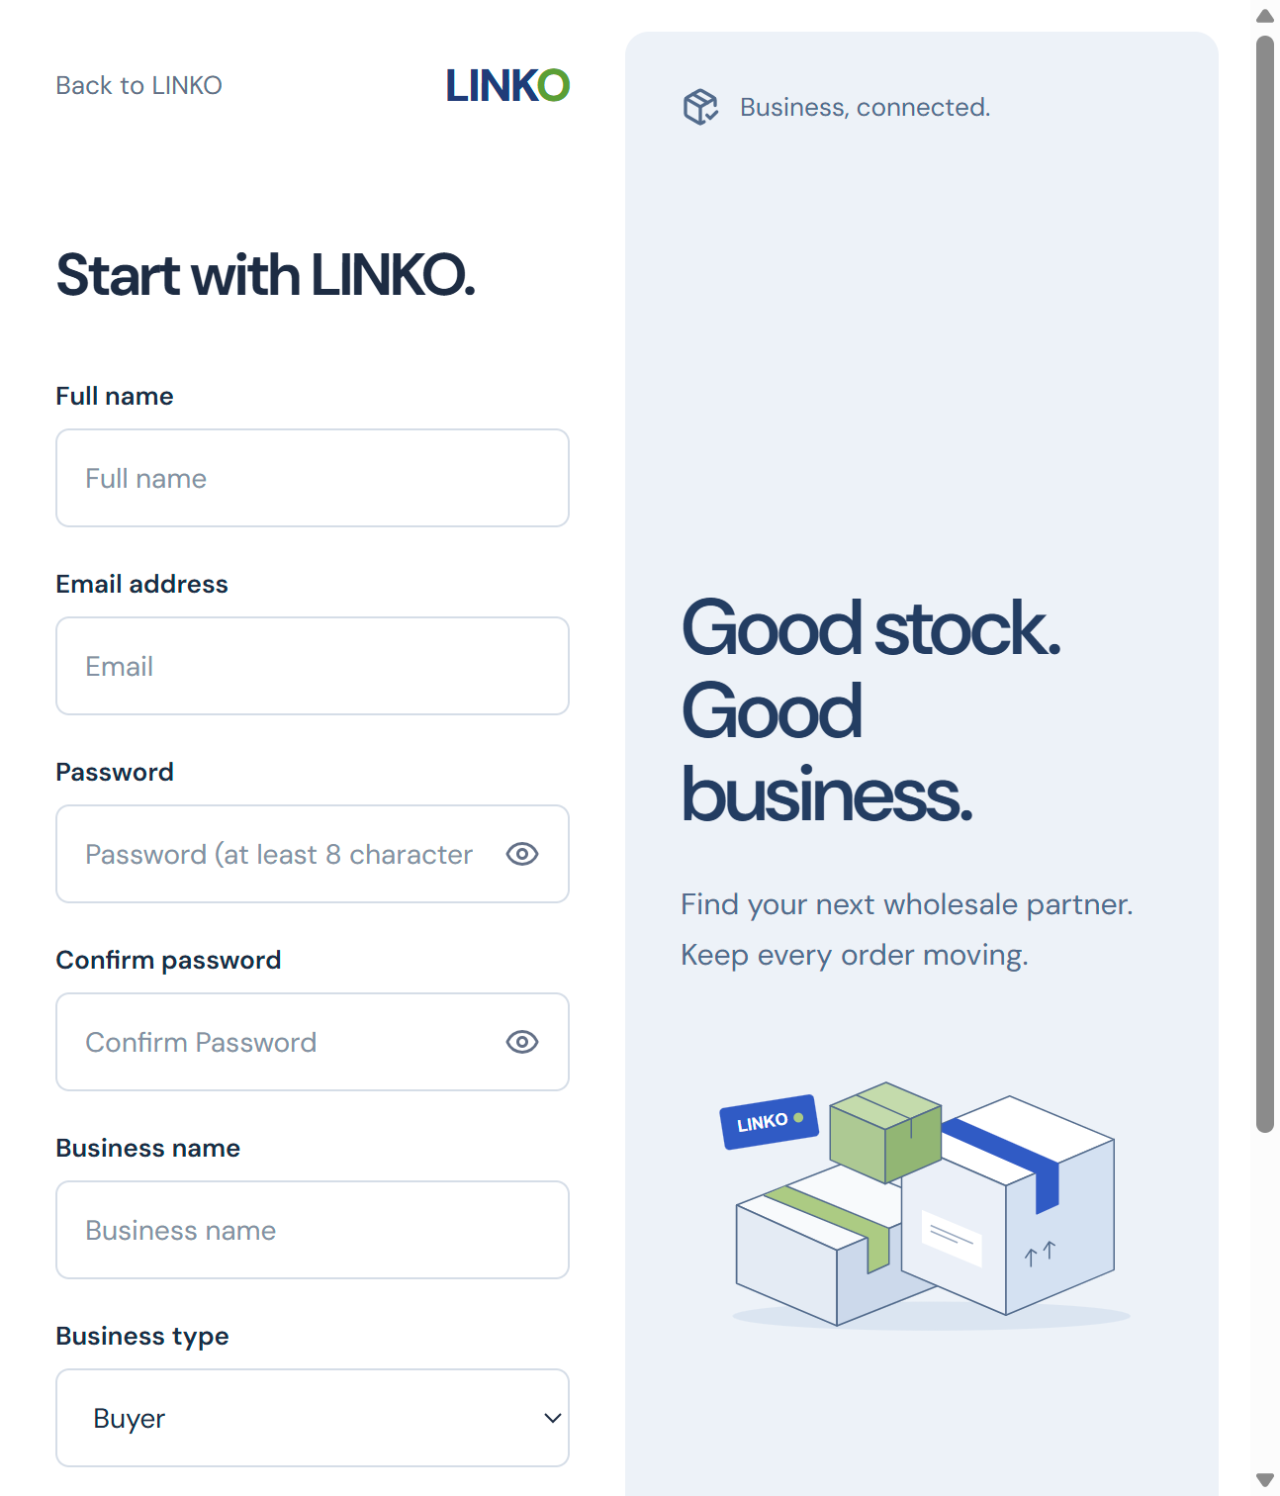 Back to LINKO
LINKO
Start with LINKO.
Full name
Full name
Email address
Email
Password
Password (at least 8 character
Confirm password
Confirm Password
Business name
Business name
Business type
Buyer
Business, connected.
Good stock.
Good
business.
Find your next wholesale partner.
Keep every order moving.
LINKO